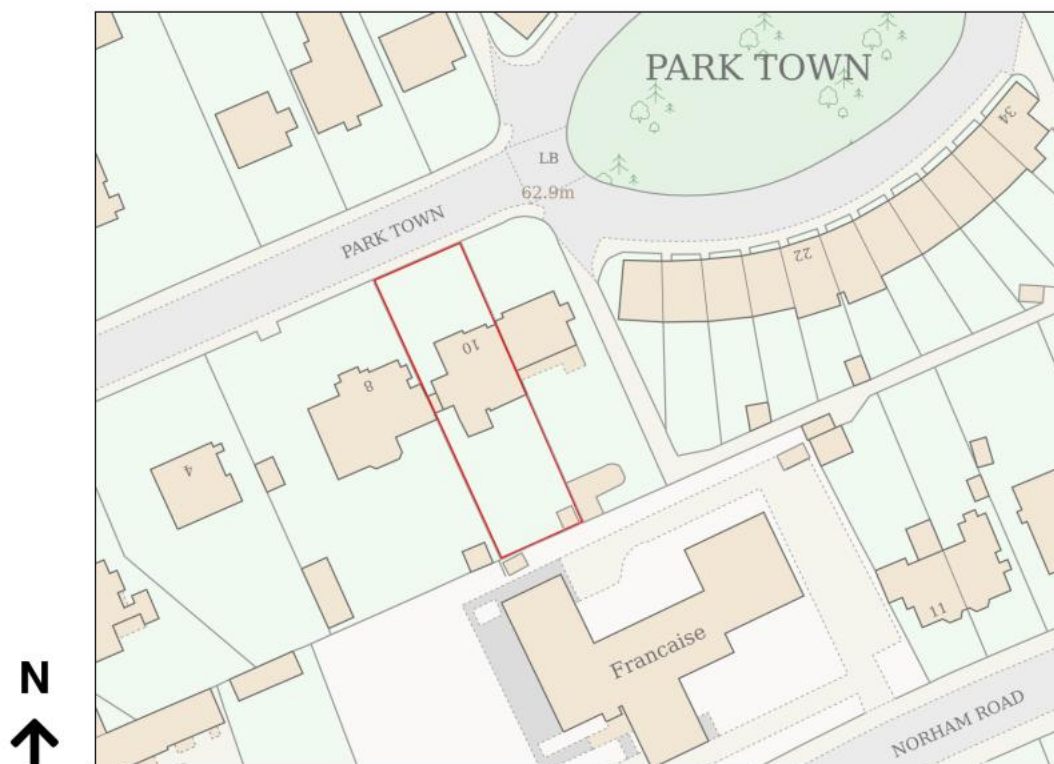 PARK TOWN
LB
62.9m
34
PARK TOWN
22
10
8
4
Francaise
11
N
NORHAM ROAD